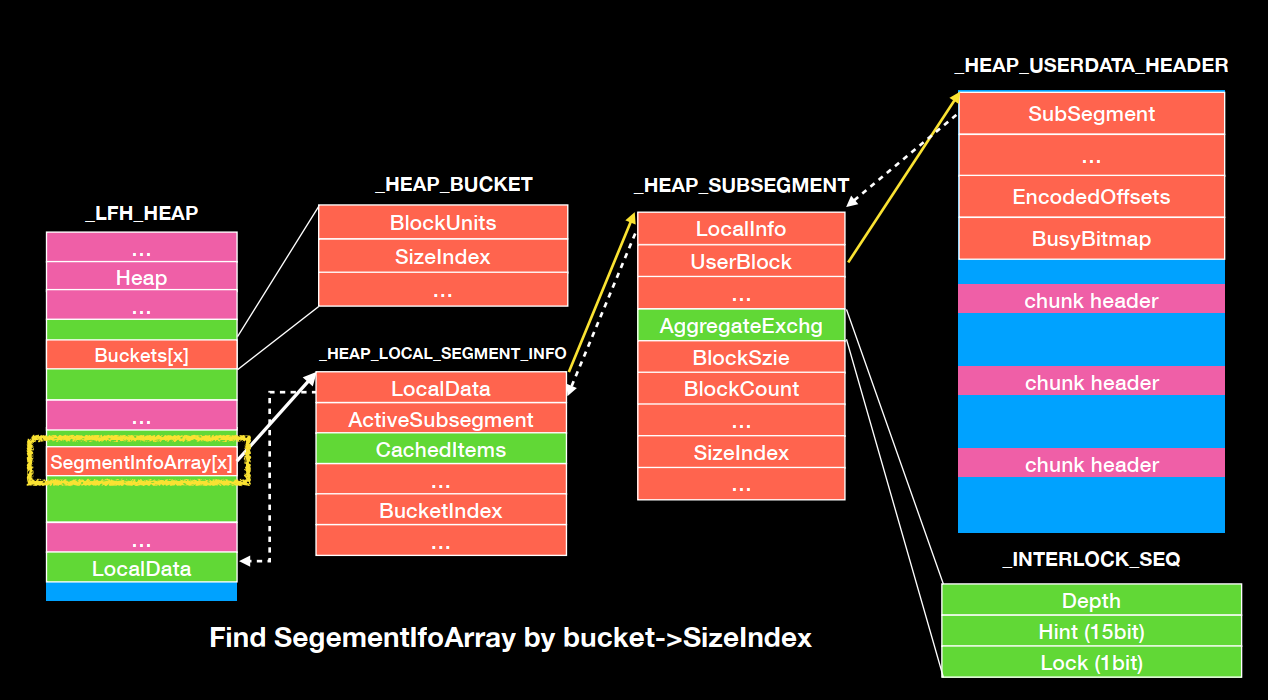 _LFH_HEAP
...
Heap
...
Buckets[x]
...
SegmentInfoArray[x]
...
LocalData
_HEAP_BUCKET
BlockUnits
SizeIndex
...
_HEAP_LOCAL_SEGMENT_INFO
LocalData
ActiveSubsegment
CachedItems
...
BucketIndex
...
_HEAP_SUBSEGMENT
LocalInfo
UserBlock
...
AggregateExchg
BlockSzie
BlockCount
...
SizeIndex
...
_HEAP_USERDATA_HEADER
SubSegment
...
EncodedOffsets
BusyBitmap
chunk header
chunk header
chunk header
_INTERLOCK_SEQ
Depth
Hint (15bit)
Lock (1bit)
Find SegementIfoArray by bucket->SizeIndex